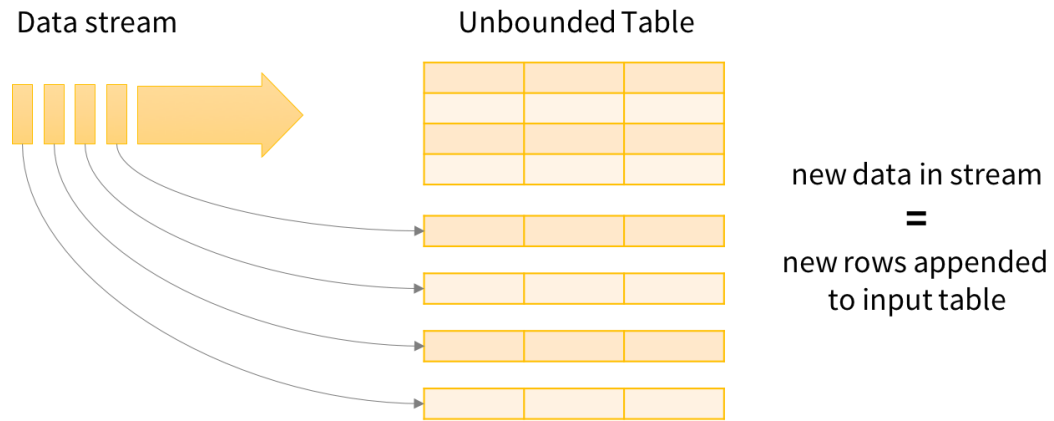 Data stream
Unbounded Table
new data in stream
=
new rows appended
to input table